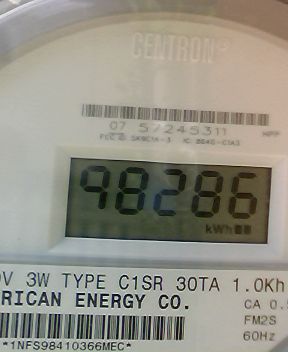 CENTRON®
07 57245311
98286
kWh
V 3W TYPE C1SR 30TA 1.0Kh
RICAN ENERGY CO.
CA 0.5
FM2S
*1NFS98410366MEC*
60Hz